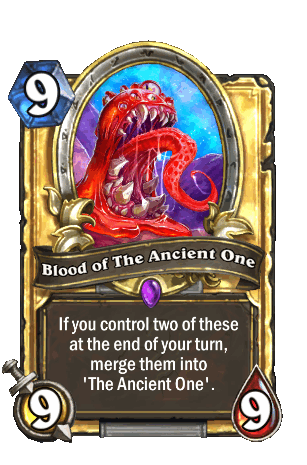 9
Blood of The Ancient One
If you control two of these
at the end of your turn,
merge them into
'The Ancient One'.
9
9